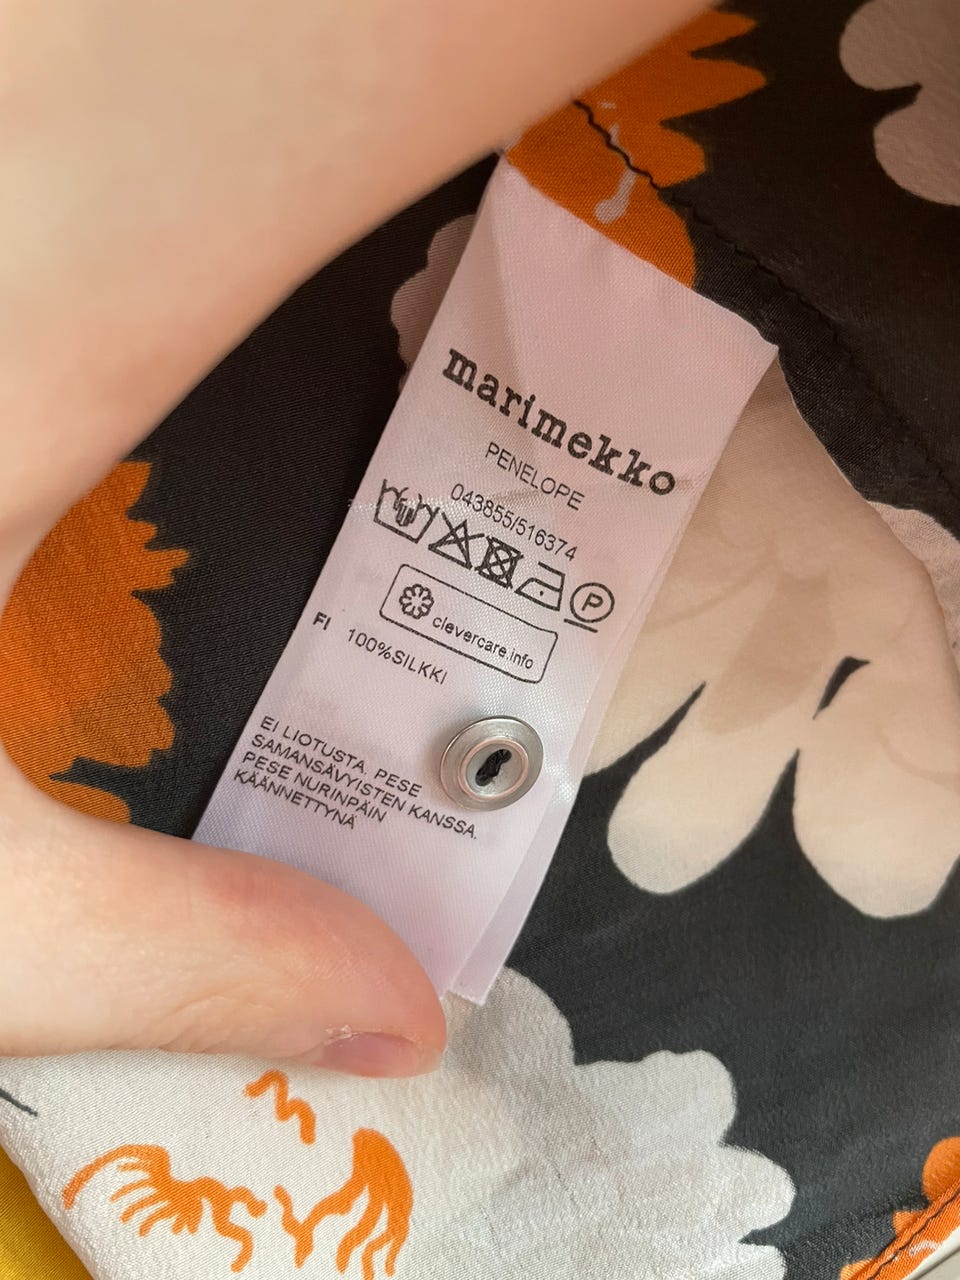 marimekko
PENELOPE
043855/516374
P
clevercare.info
FI 100%SILKKI
EI LIOTUSTA. PESE
SAMANSÄVYISTEN KANSSA.
PESE NURINPÄIN
KÄÄNNETTYNÄ